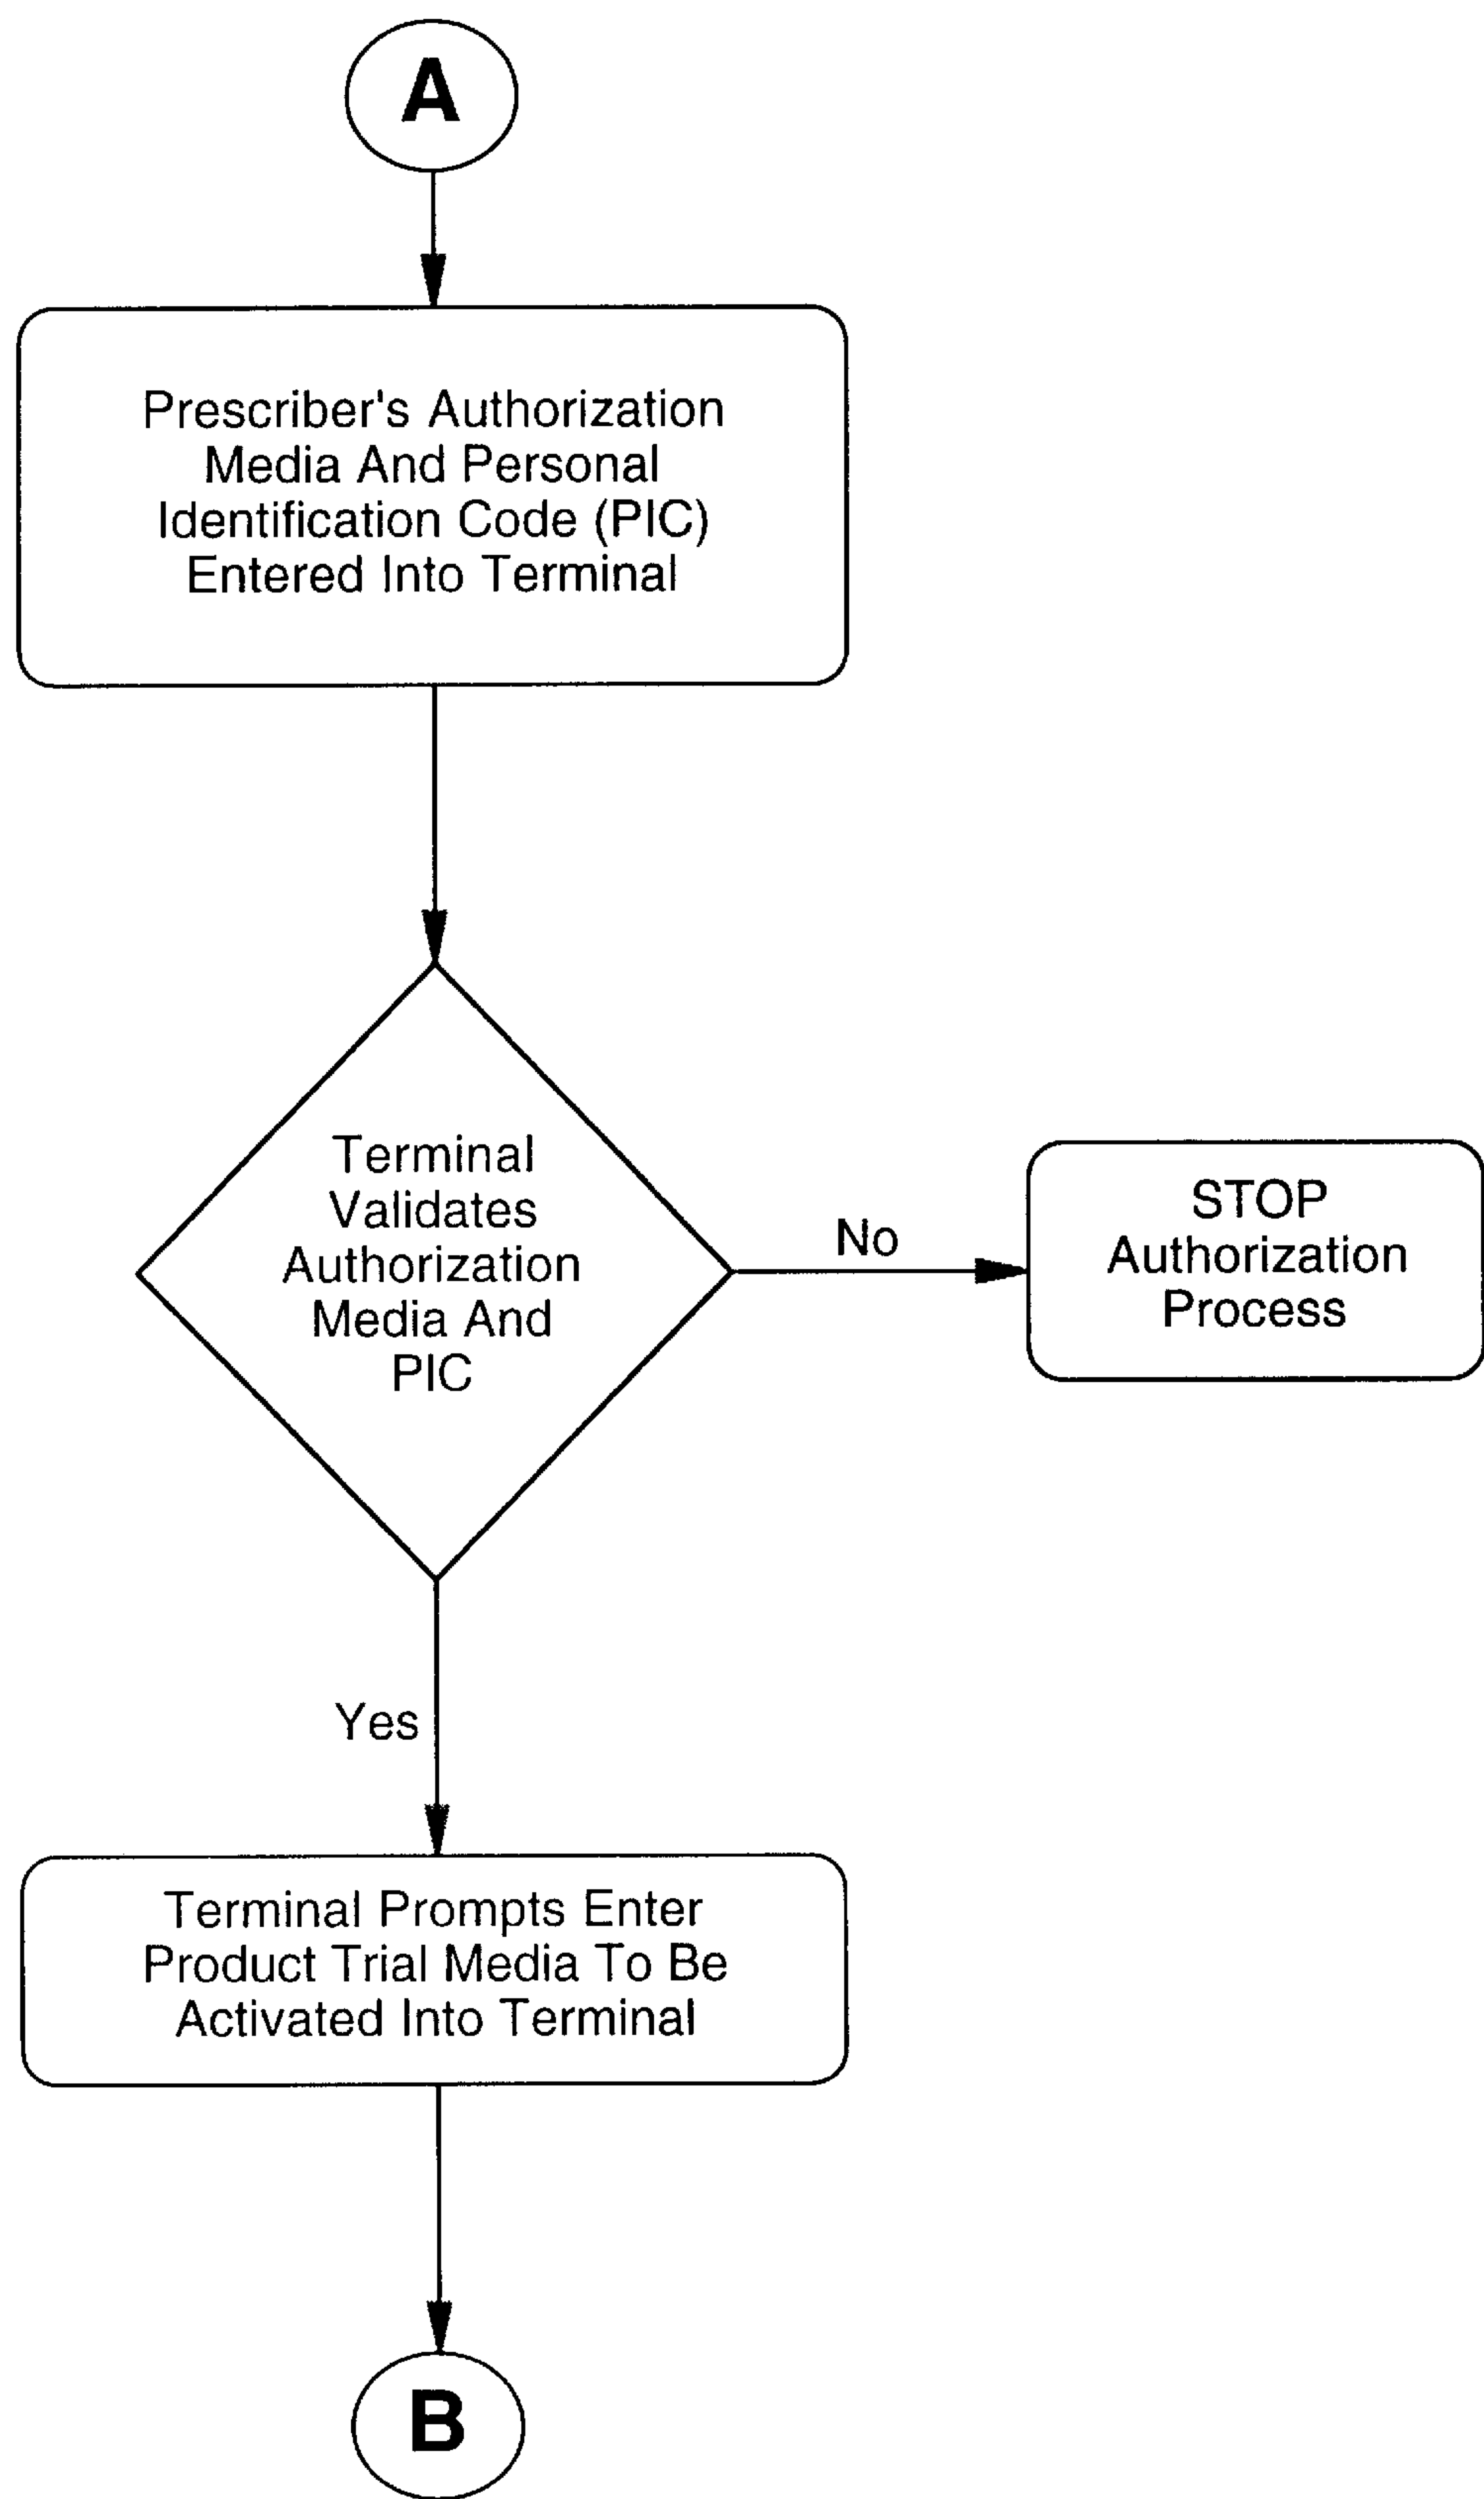 A
Prescriber's Authorization
Media And Personal
Identification Code (PIC)
Entered Into Terminal
Terminal
Validates
Authorization
Media And
PIC
No
STOP
Authorization
Process
Yes
Terminal Prompts Enter
Product Trial Media To Be
Activated Into Terminal
B